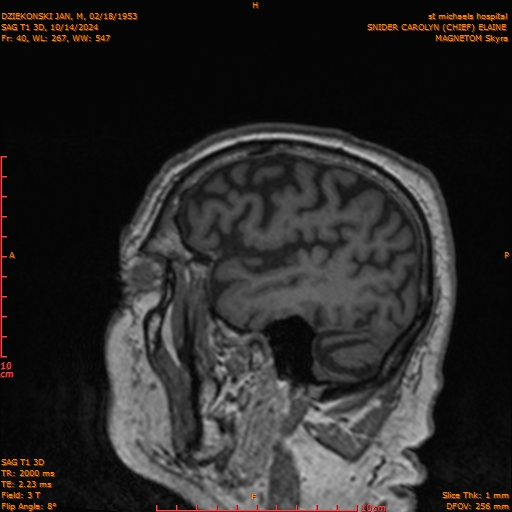 H
DZIEKONSKI JAN, M, 02/18/1953
SAG T1 3D, 10/14/2024
Fr: 40, WL: 267, WW: 547
st michaels hospital
SNIDER CAROLYN (CHIEF) ELAINE
MAGNETOM Skyra
A
P
10
cm
SAG T1 3D
TR: 2000 ms
TE: 2.23 ms
Field: 3 T
Flip Angle: 8°
F
10cm
Slice Thk: 1 mm
DFOV: 256 mm